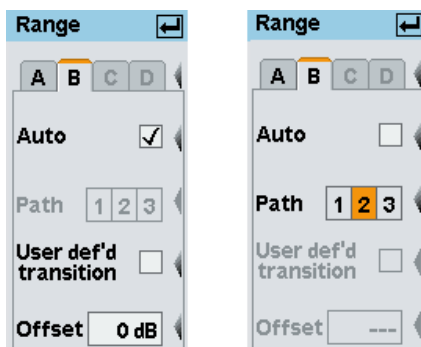 Range
A B C D
Auto
Path 1 2 3
User def'd
transition
Offset 0 dB
Range
A B C D
Auto
Path 1 2 3
User def'd
transition
Offset ---